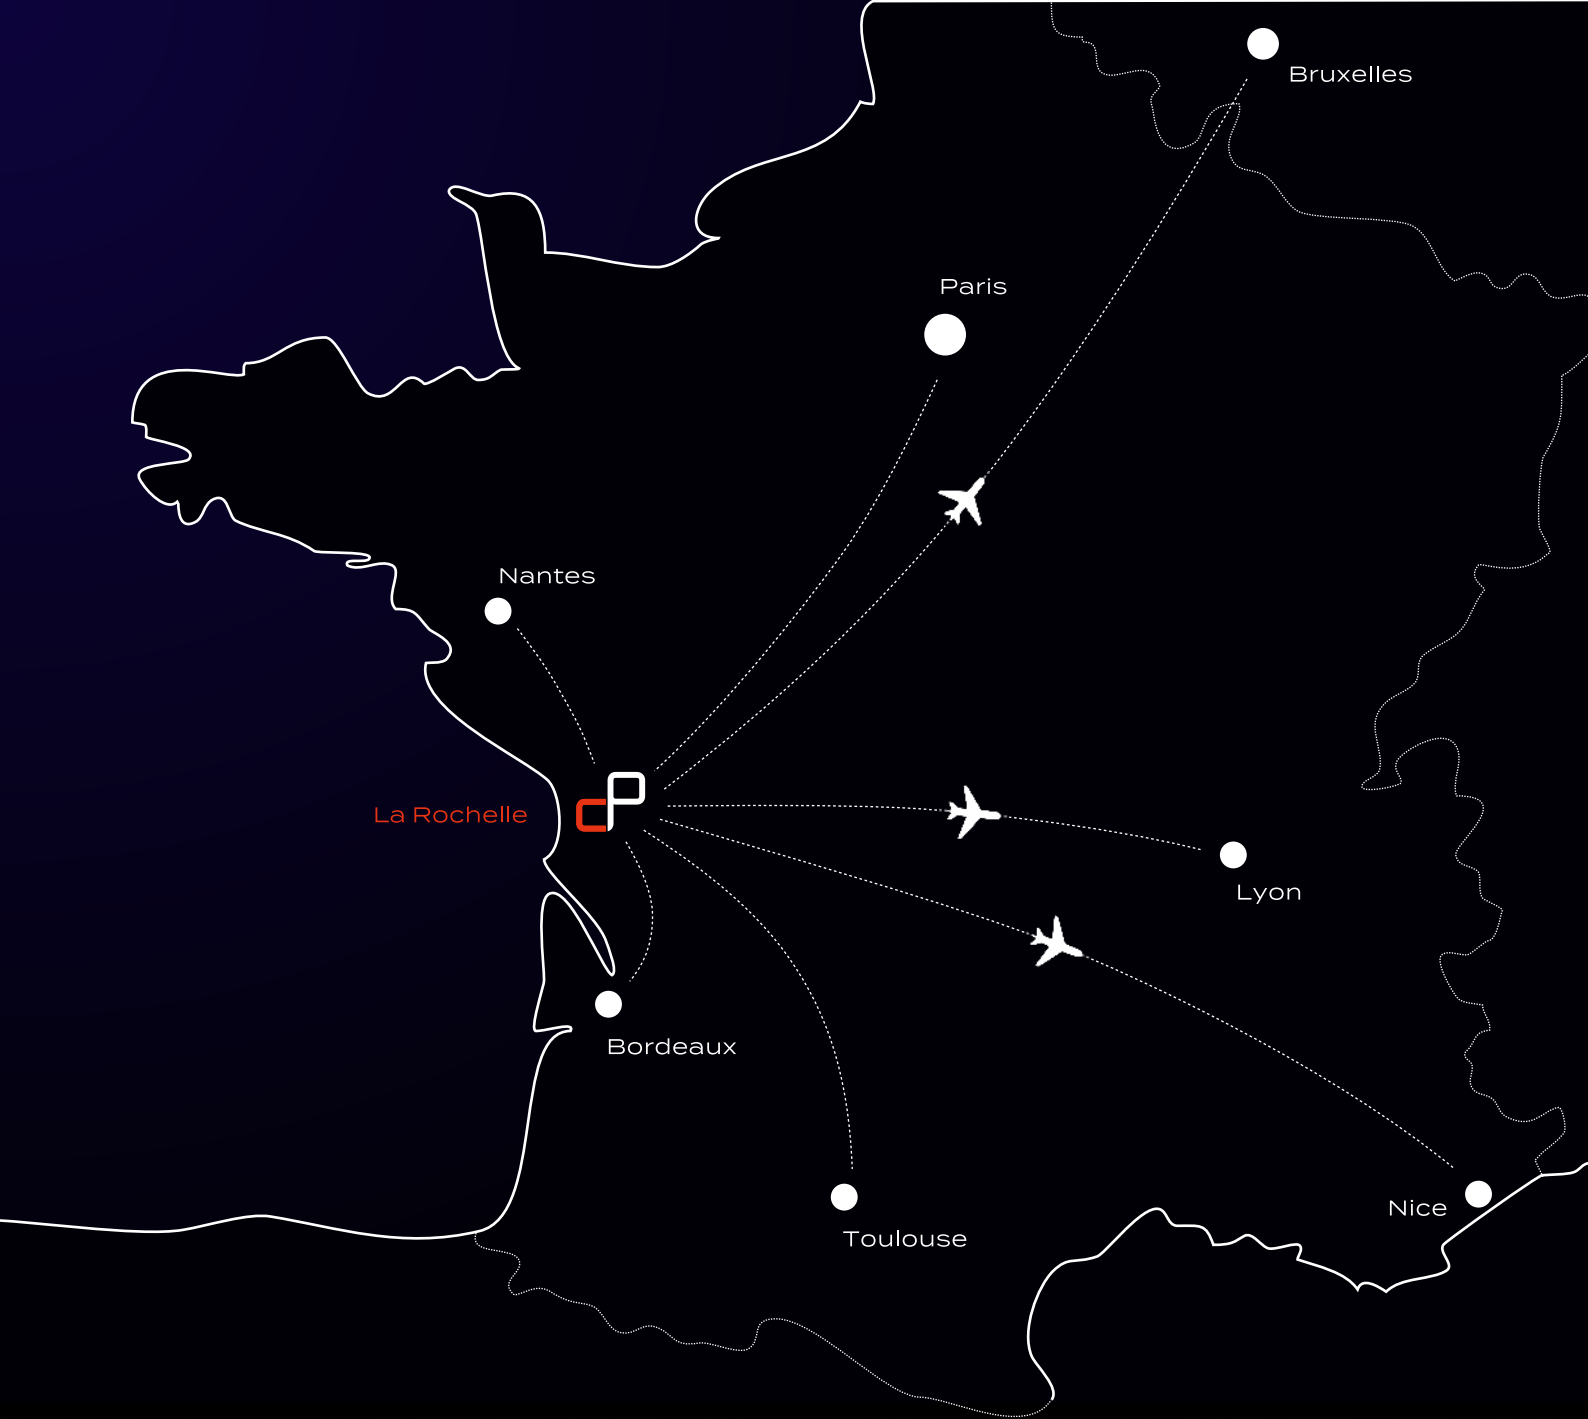 Bruxelles
Paris
Nantes
La Rochelle
Lyon
Bordeaux
Nice
Toulouse